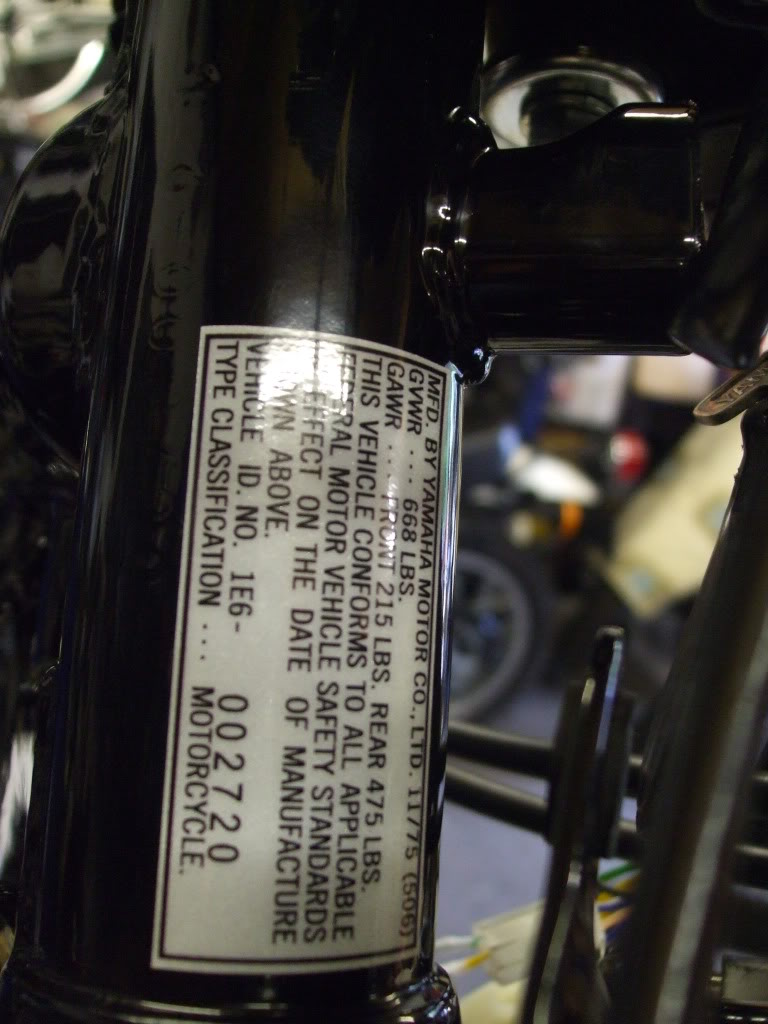 MFD. BY YAMAHA MOTOR CO., LTD. 11/75 (506)
GVWR ... 668 LBS.
GAWR ... FRONT 215 LBS. REAR 475 LBS.
THIS VEHICLE CONFORMS TO ALL APPLICABLE
FEDERAL MOTOR VEHICLE SAFETY STANDARDS
EFFECT ON THE DATE OF MANUFACTURE
ABOVE.
VEHICLE ID. NO. 1E6- 002720
TYPE CLASSIFICATION ... MOTORCYCLE.